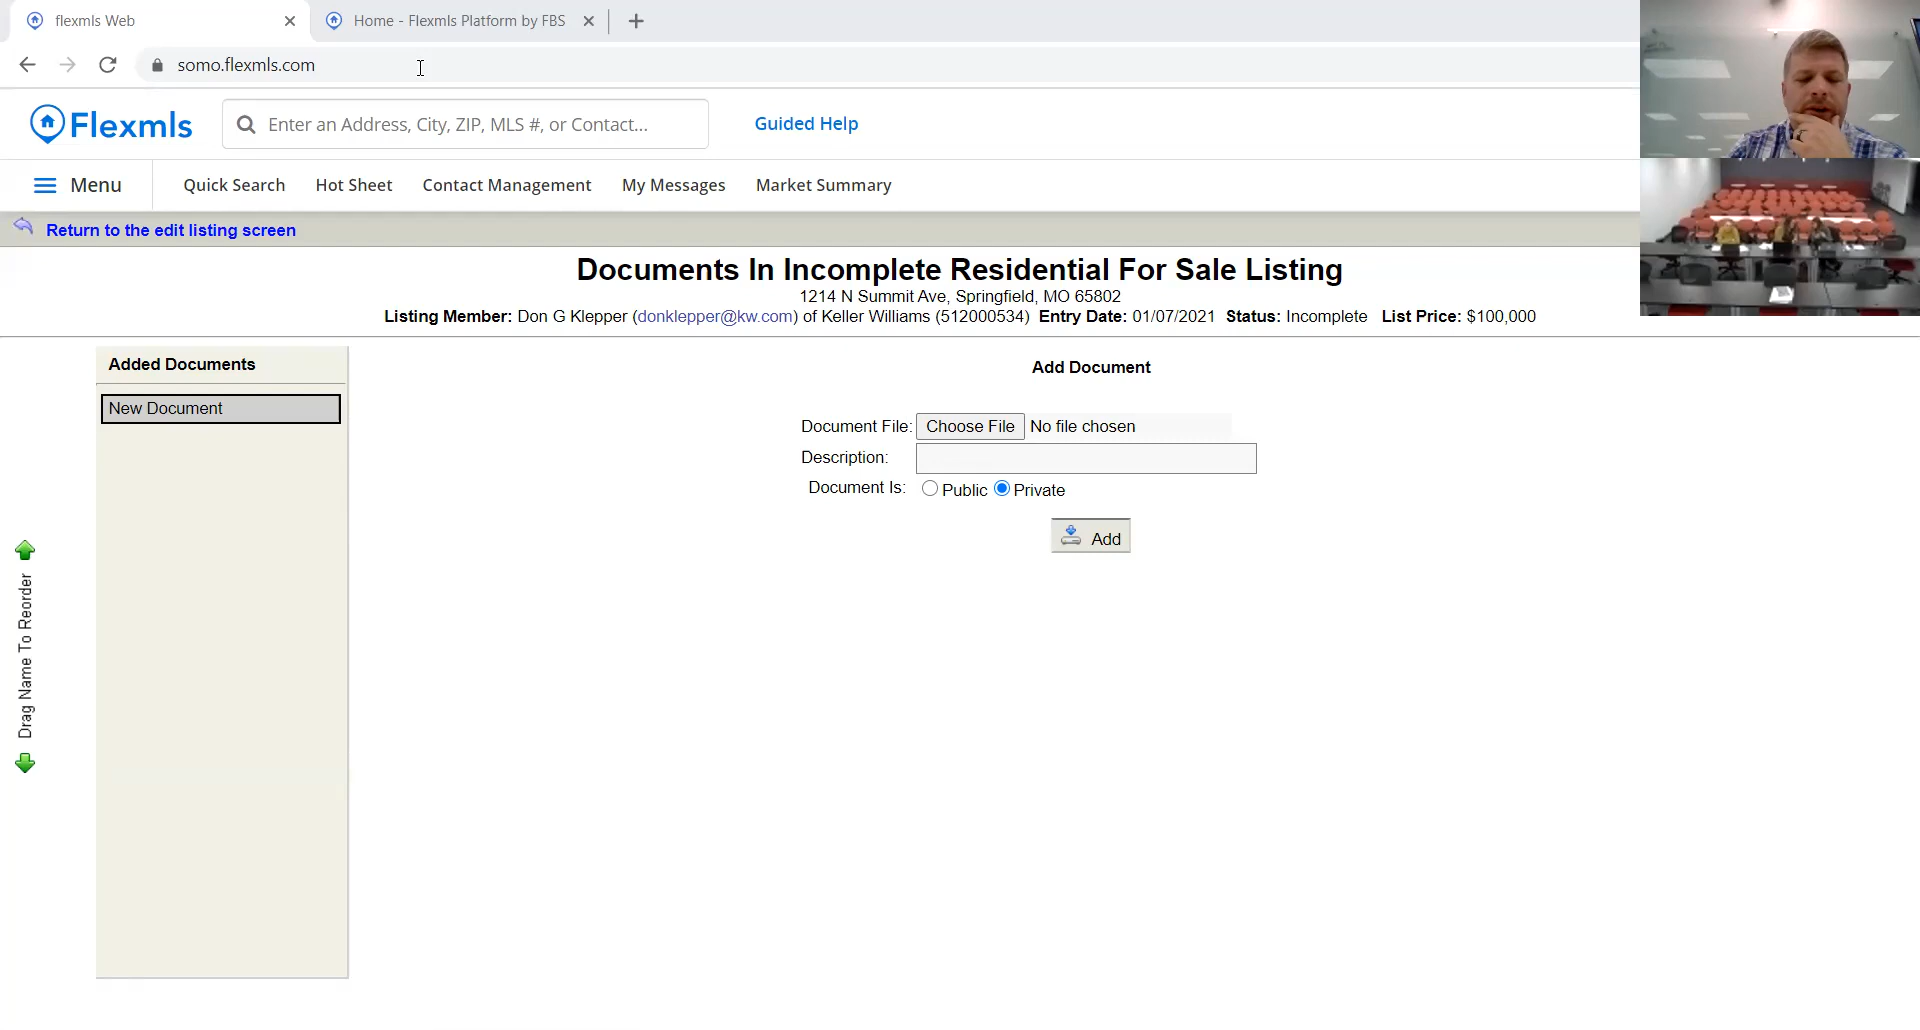 flexmls Web
Home - Flexmls Platform by FBS
somo.flexmls.com
Flexmls
Enter an Address, City, ZIP, MLS #, or Contact...
Guided Help
Menu
Quick Search
Hot Sheet
Contact Management
My Messages
Market Summary
Return to the edit listing screen
Documents In Incomplete Residential For Sale Listing
1214 N Summit Ave, Springfield, MO 65802
Listing Member: Don G Klepper (donklepper@kw.com) of Keller Williams (512000534) Entry Date: 01/07/2021 Status: Incomplete List Price: $100,000
Drag Name To Reorder
Added Documents
New Document
Add Document
Document File: Choose File No file chosen
Description:
Document Is: Public Private
Add